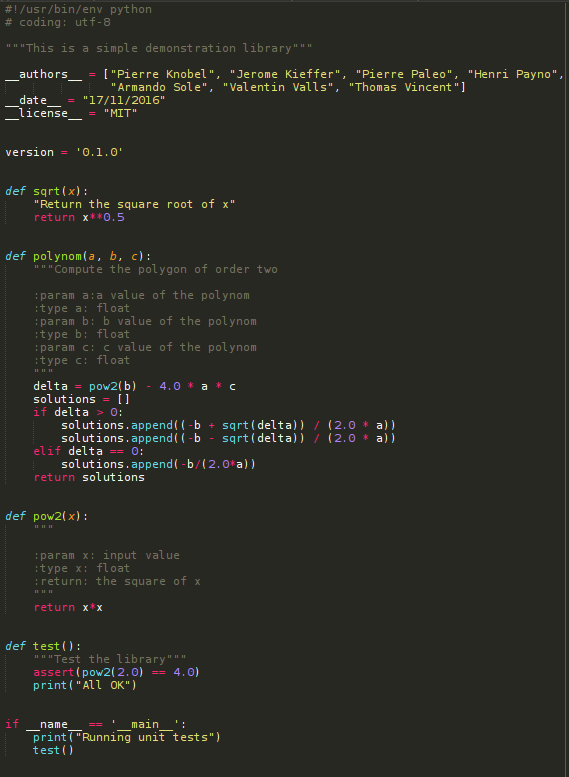 #!/usr/bin/env python
# coding: utf-8
"""This is a simple demonstration library"""
__authors__ = ["Pierre Knobel", "Jerome Kieffer", "Pierre Paleo", "Henri Payno",
"Armando Sole", "Valentin Valls", "Thomas Vincent"]
__date__ = "17/11/2016"
__license__ = "MIT"
version = '0.1.0'
def sqrt(x):
"Return the square root of x"
return x**0.5
def polynom(a, b, c):
"""Compute the polygon of order two
:param a:a value of the polynom
:type a: float
:param b: b value of the polynom
:type b: float
:param c: c value of the polynom
:type c: float
"""
delta = pow2(b) - 4.0 * a * c
solutions = []
if delta > 0:
solutions.append((-b + sqrt(delta)) / (2.0 * a))
solutions.append((-b - sqrt(delta)) / (2.0 * a))
elif delta == 0:
solutions.append(-b/(2.0*a))
return solutions
def pow2(x):
"""
:param x: input value
:type x: float
:return: the square of x
"""
return x*x
def test():
"""Test the library"""
assert(pow2(2.0) == 4.0)
print("All OK")
if __name__ == '__main__':
print("Running unit tests")
test()